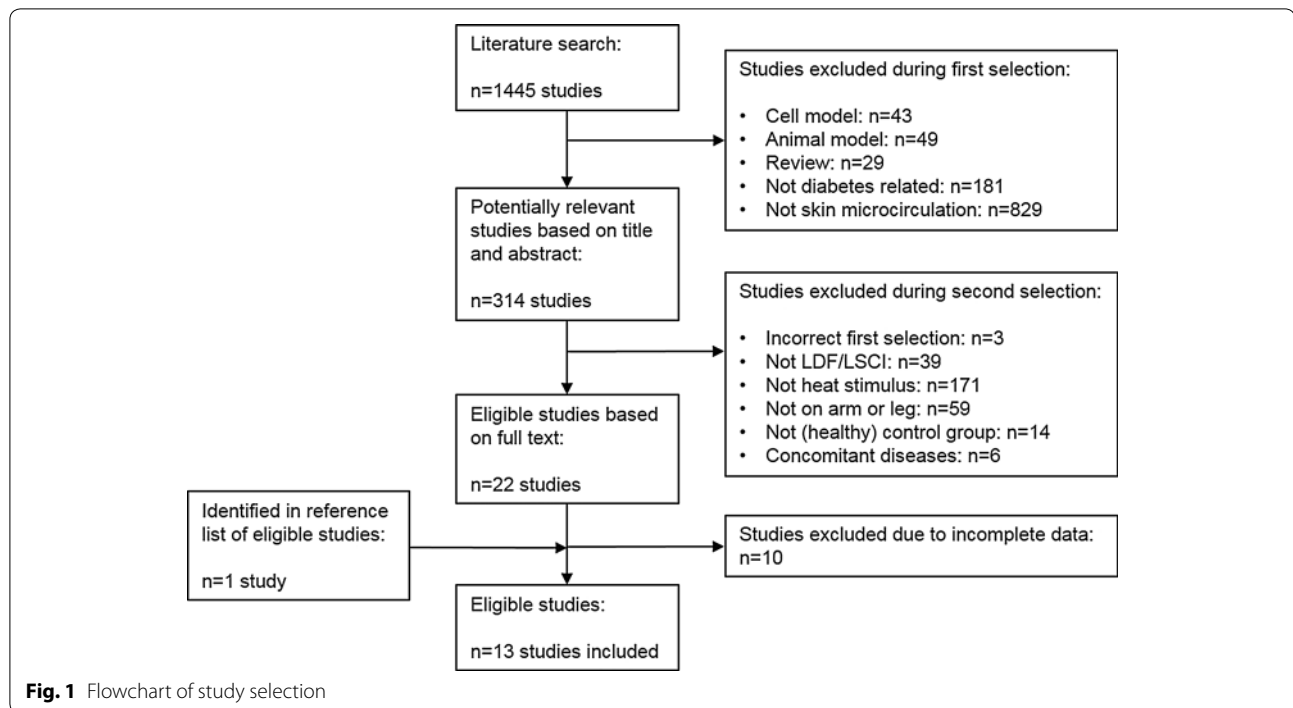 Literature search:
n=1445 studies
Studies excluded during first selection:
• Cell model: n=43
• Animal model: n=49
• Review: n=29
• Not diabetes related: n=181
• Not skin microcirculation: n=829
Potentially relevant
studies based on title
and abstract:
n=314 studies
Studies excluded during second selection:
• Incorrect first selection: n=3
• Not LDF/LSCI: n=39
• Not heat stimulus: n=171
• Not on arm or leg: n=59
• Not (healthy) control group: n=14
• Concomitant diseases: n=6
Eligible studies based
on full text:
n=22 studies
Identified in reference
list of eligible studies:
n=1 study
Studies excluded due to incomplete data:
n=10
Eligible studies:
n=13 studies included
Fig. 1 Flowchart of study selection